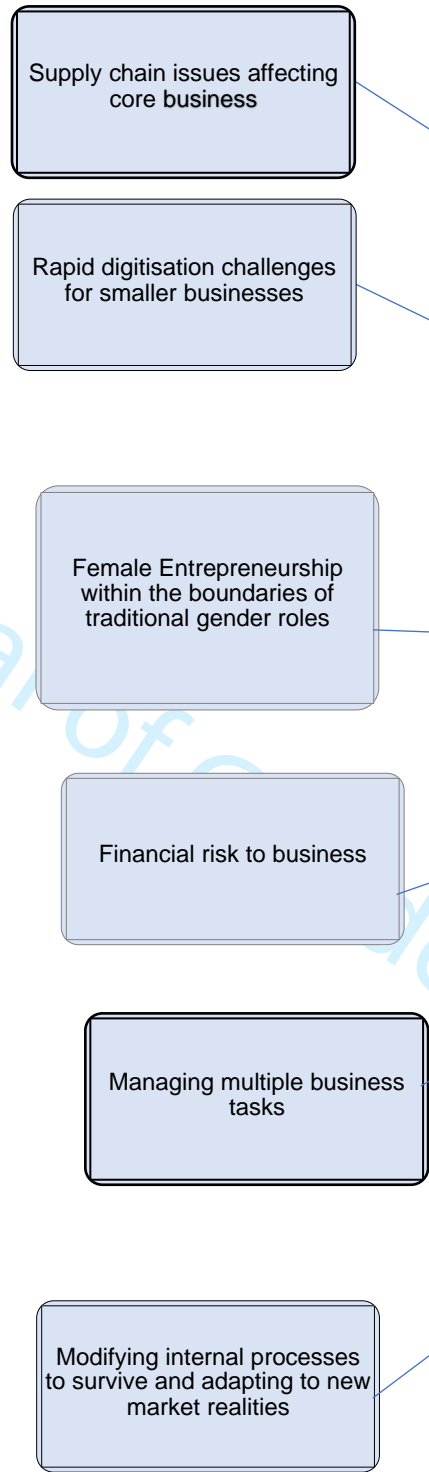 Supply chain issues affecting
core business
Rapid digitisation challenges
for smaller businesses
Female Entrepreneurship
within the boundaries of
traditional gender roles
Financial risk to business
Managing multiple business
tasks
Modifying internal processes
to survive and adapting to new
market realities